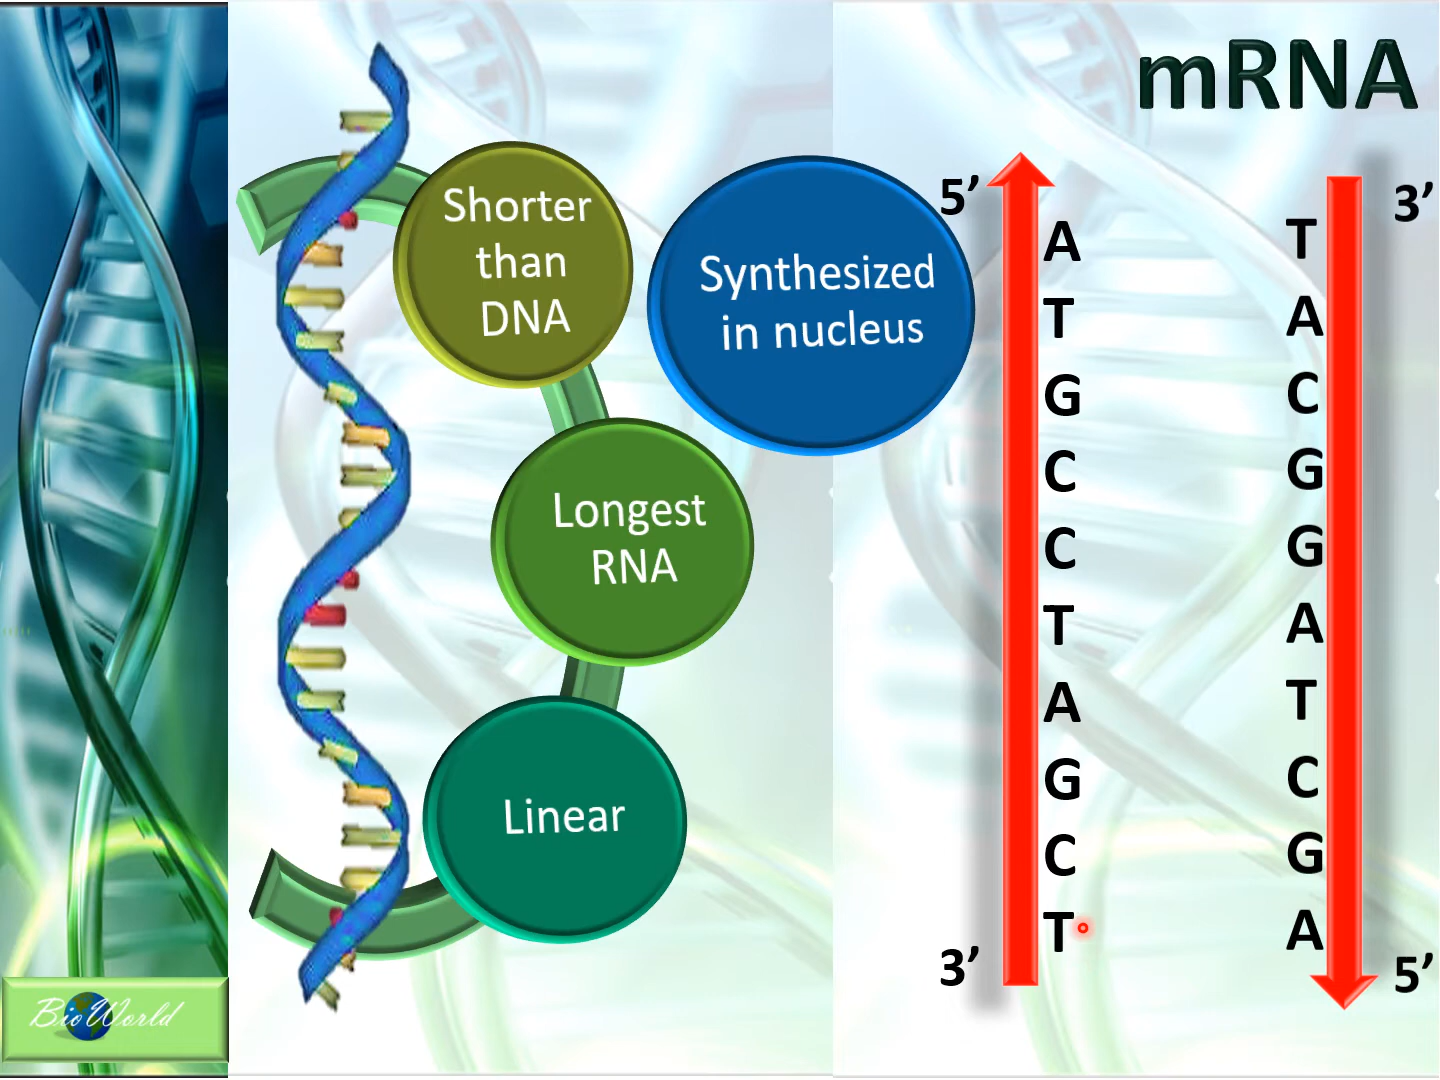 mRNA
Shorter
than
DNA
Synthesized
in nucleus
Longest
RNA
Linear
5’
A
T
G
C
C
T
A
G
C
T
3’
3’
T
A
C
G
G
A
T
C
G
A
5’
BioWorld